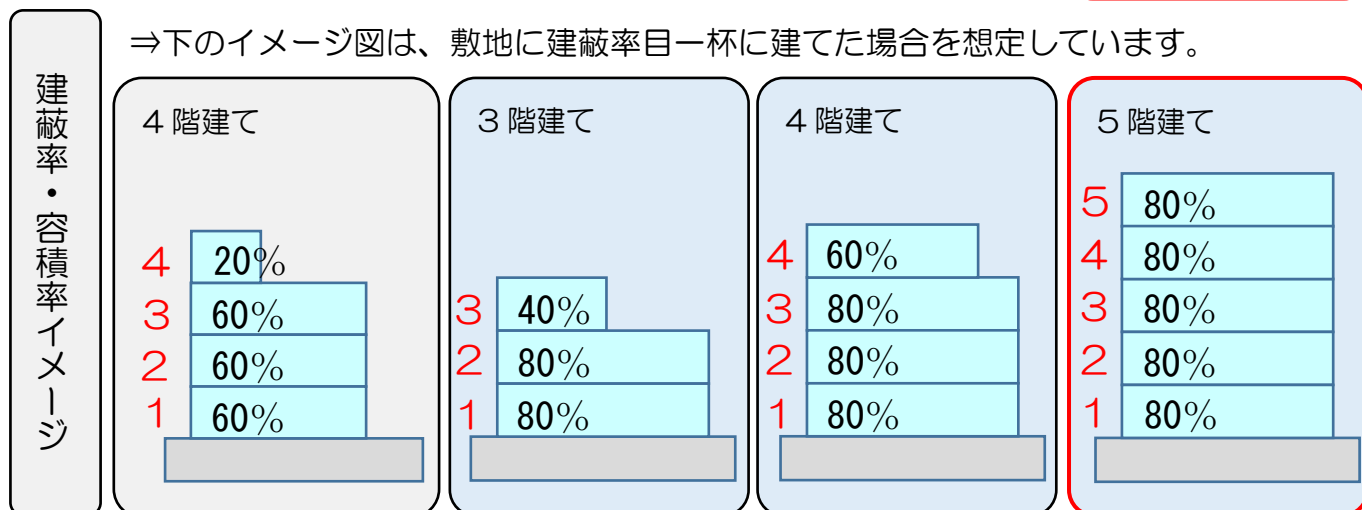 建蔽率・容積率イメージ
⇒下のイメージ図は、敷地に建蔽率目一杯に建てた場合を想定しています。
４階建て
4 20%
3 60%
2 60%
1 60%
３階建て
3 40%
2 80%
1 80%
４階建て
4 60%
3 80%
2 80%
1 80%
５階建て
5 80%
4 80%
3 80%
2 80%
1 80%